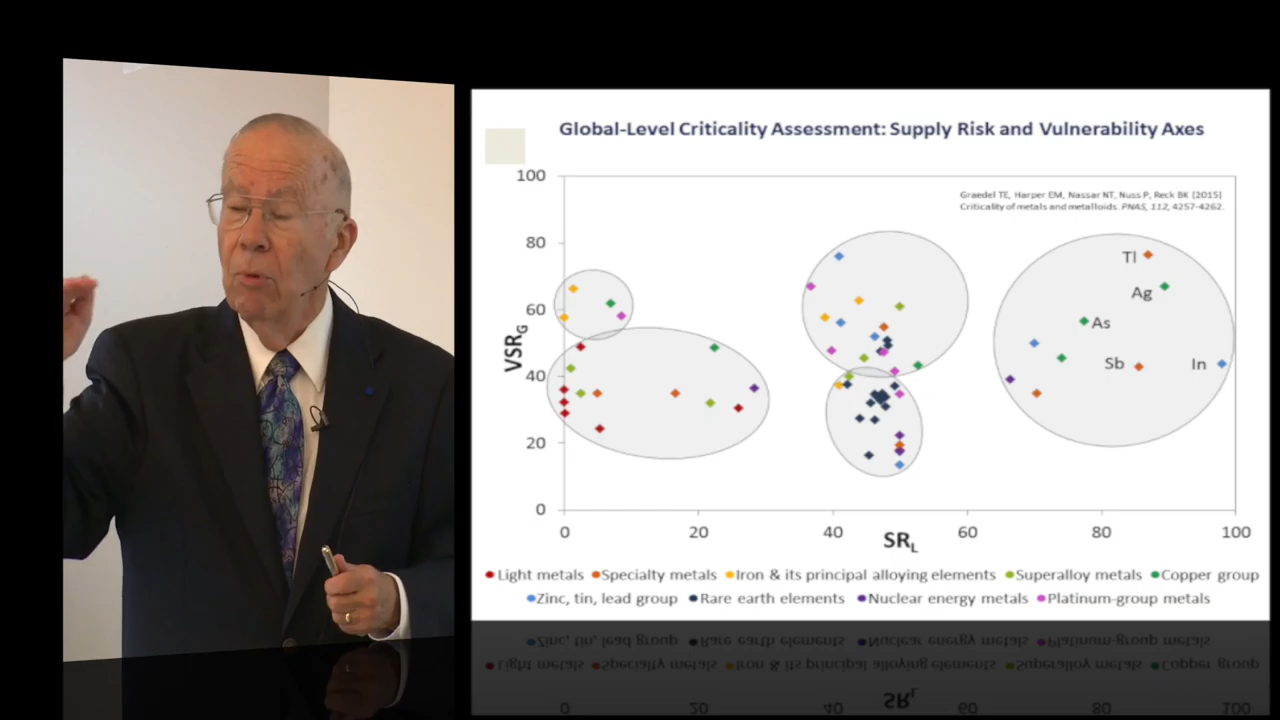 Global-Level Criticality Assessment: Supply Risk and Vulnerability Axes
Graedel TE, Harper EM, Nassar NT, Nuss P, Reck BK (2015)
Criticality of metals and metalloids. PNAS, 112, 4257-4262.
100
80
60
40
20
0
VSR_G
Tl
Ag
As
Sb
In
0 20 40 60 80 100
SR_L
Light metals Specialty metals Iron & its principal alloying elements Superalloy metals Copper group
Zinc, tin, lead group Rare earth elements Nuclear energy metals Platinum-group metals